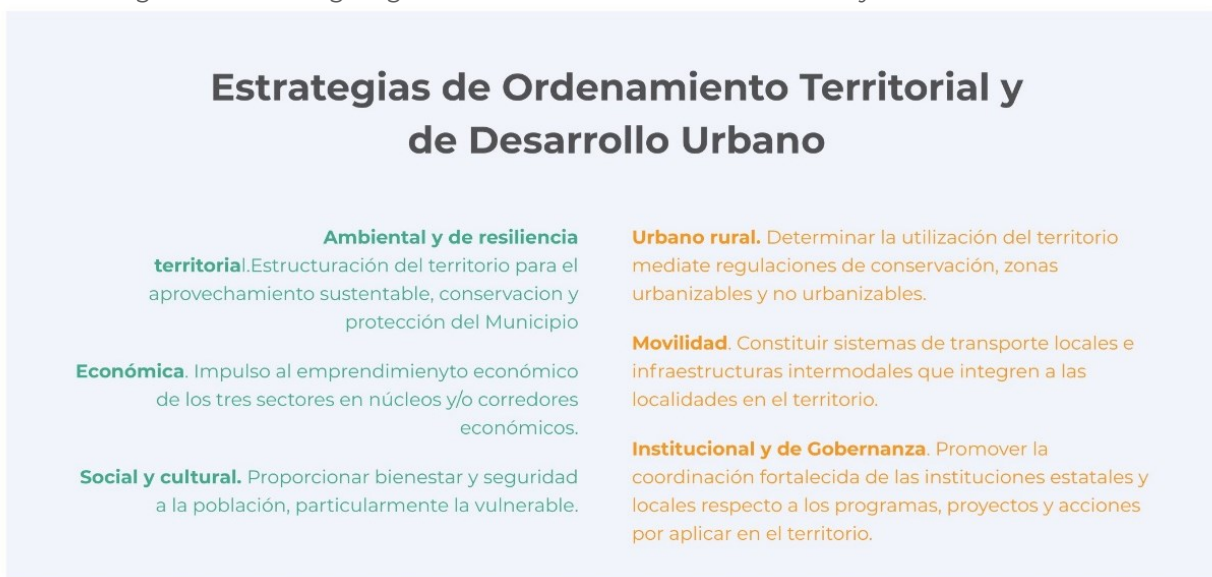 Estrategias de Ordenamiento Territorial y
de Desarrollo Urbano
Ambiental y de resiliencia
territorial.Estructuración del territorio para el
aprovechamiento sustentable, conservacion y
protección del Municipio
Económica. Impulso al emprendimienyto económico
de los tres sectores en núcleos y/o corredores
económicos.
Social y cultural. Proporcionar bienestar y seguridad
a la población, particularmente la vulnerable.
Urbano rural. Determinar la utilización del territorio
mediate regulaciones de conservación, zonas
urbanizables y no urbanizables.
Movilidad. Constituir sistemas de transporte locales e
infraestructuras intermodales que integren a las
localidades en el territorio.
Institucional y de Gobernanza. Promover la
coordinación fortalecida de las instituciones estatales y
locales respecto a los programas, proyectos y acciones
por aplicar en el territorio.